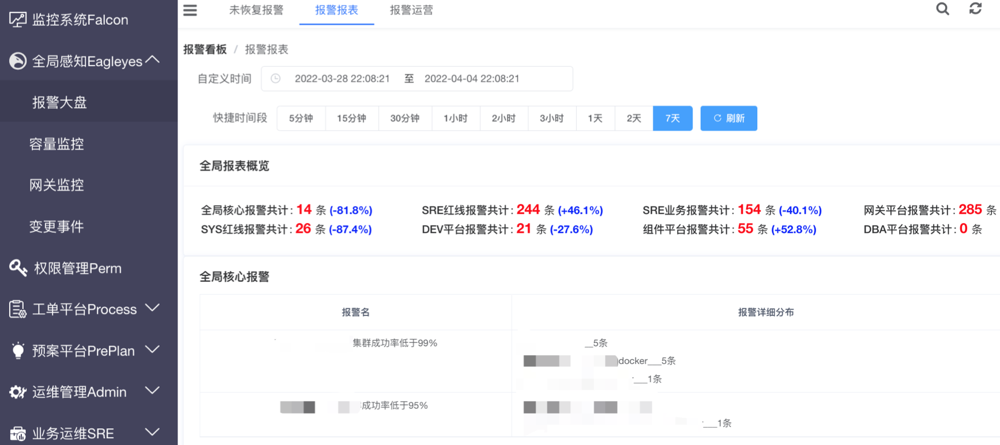 监控系统Falcon
全局感知Eagleyes
报警大盘
容量监控
网关监控
变更事件
权限管理Perm
工单平台Process
预案平台PrePlan
运维管理Admin
业务运维SRE
未恢复报警 报警报表 报警运营
报警看板 / 报警报表
自定义时间 2022-03-28 22:08:21 至 2022-04-04 22:08:21
快捷时间段 5分钟 15分钟 30分钟 1小时 2小时 3小时 1天 2天 7天 刷新
全局报表概览
全局核心报警共计: 14 条 (-81.8%) SRE红线报警共计: 244 条 (+46.1%) SRE业务报警共计: 154 条 (-40.1%) 网关平台报警共计: 285 条
SYS红线报警共计: 26 条 (-87.4%) DEV平台报警共计: 21 条 (-27.6%) 组件平台报警共计: 55 条 (+52.8%) DBA平台报警共计: 0 条
全局核心报警
报警名 报警详细分布
集群成功率低于99% __5条
docker___5条
___1条
成功率低于95%
___1条